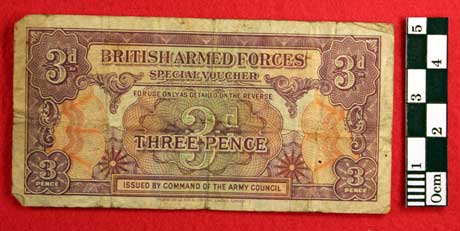 3d 3d
BRITISH ARMED FORCES
SPECIAL VOUCHER
FOR USE ONLY AS DETAILED ON THE REVERSE
3d
THREE PENCE
3 PENCE 3 PENCE
ISSUED BY COMMAND OF THE ARMY COUNCIL
5
4
3
2
1
0cm